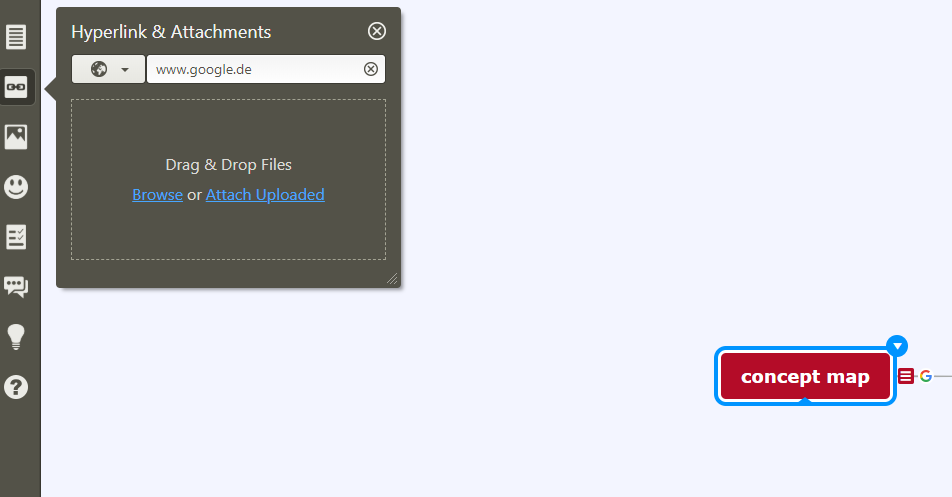 Hyperlink & Attachments
www.google.de
Drag & Drop Files
Browse or Attach Uploaded
concept map